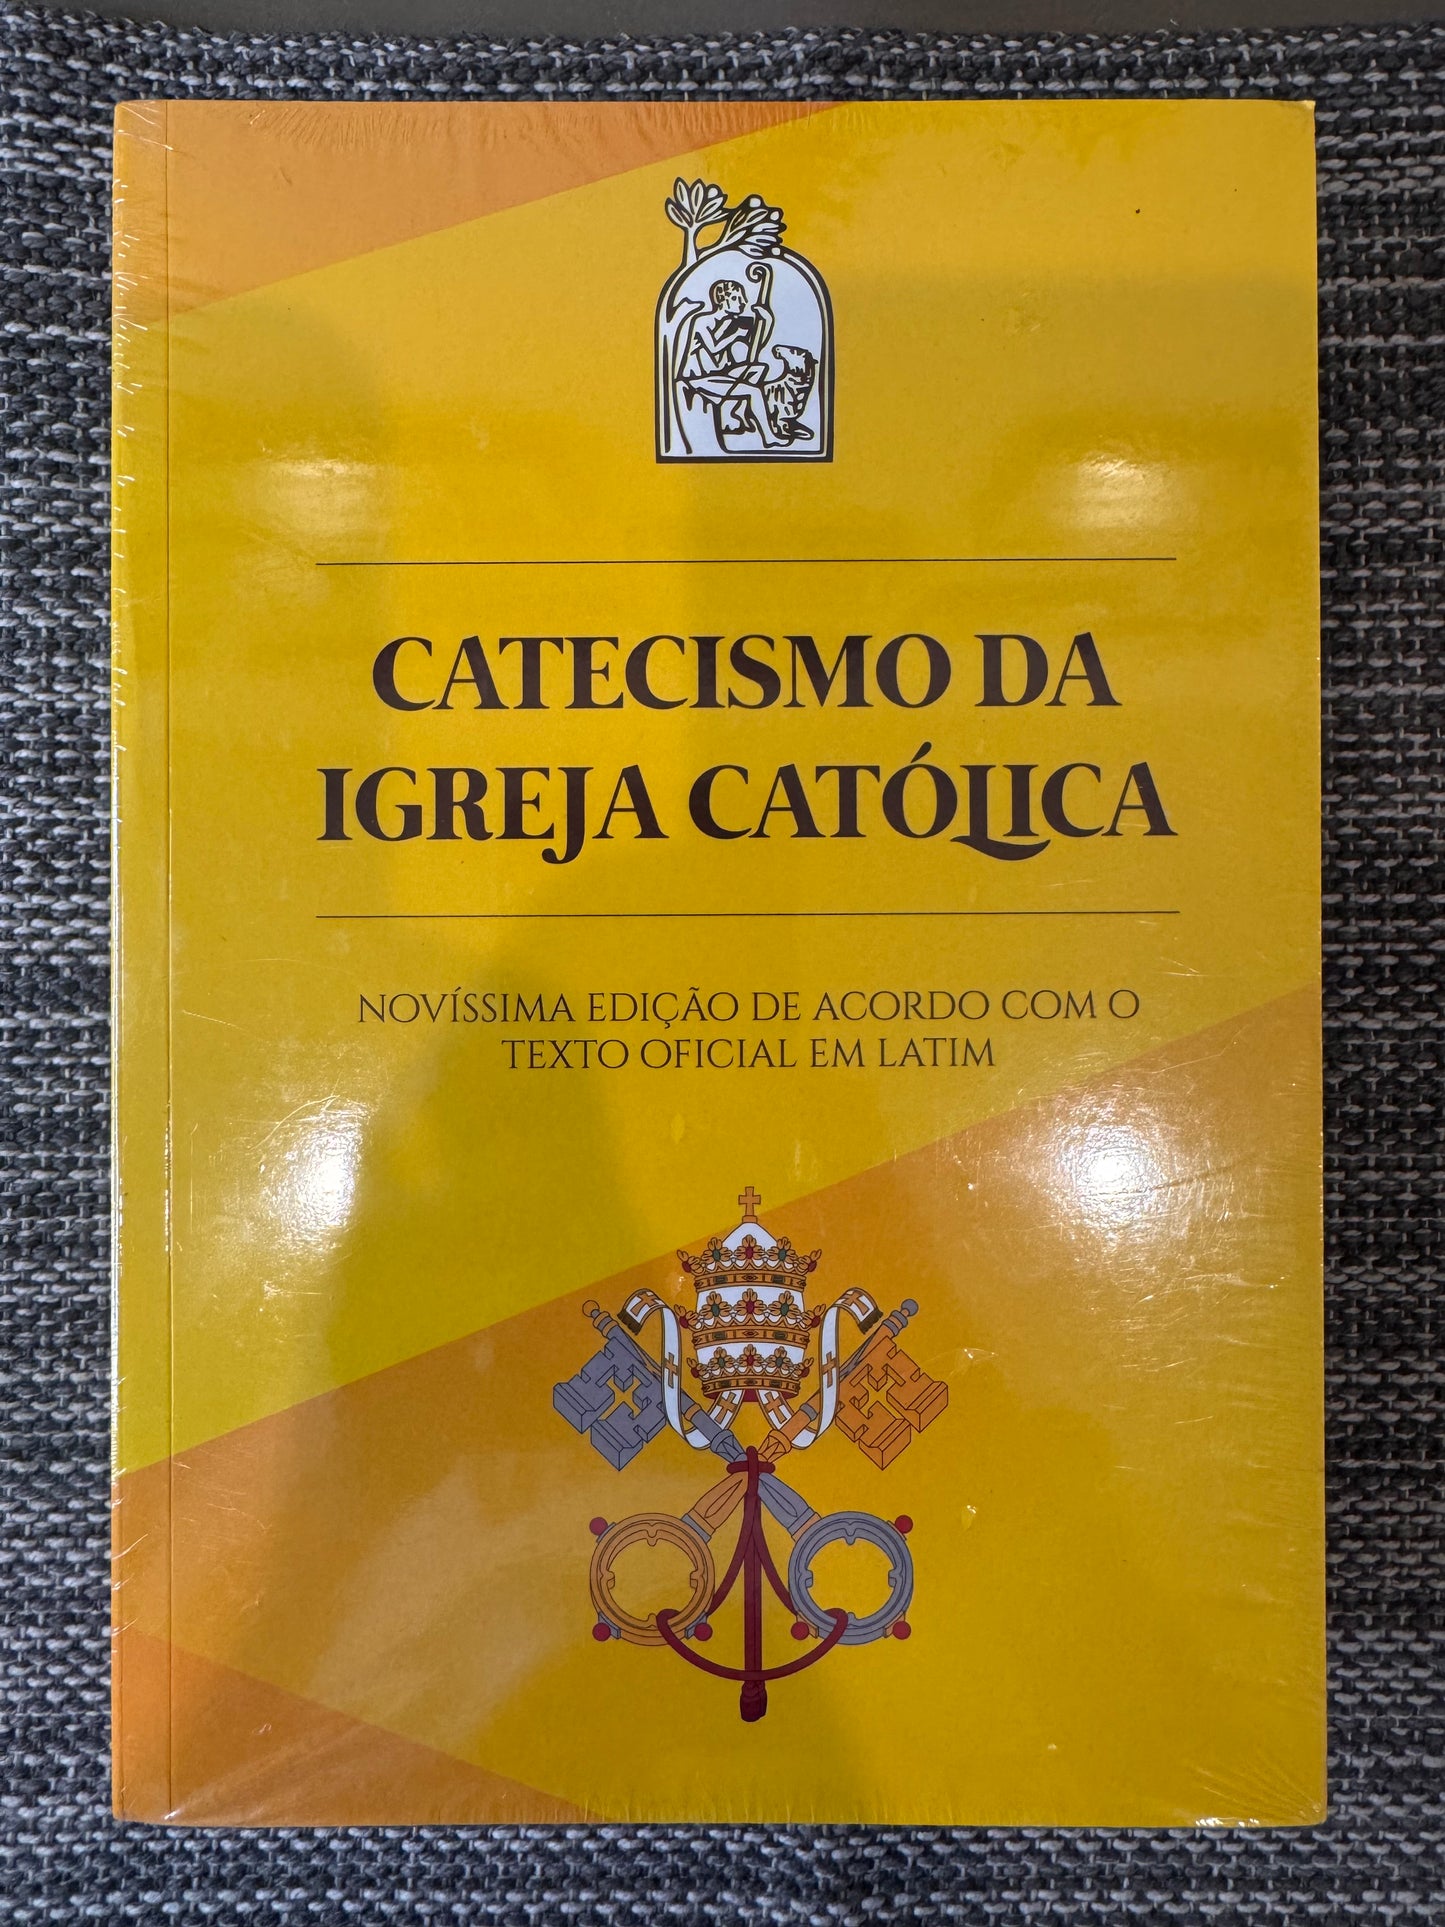 CATECISMO DA
IGREJA CATÓLICA
NOVÍSSIMA EDIÇÃO DE ACORDO COM O
TEXTO OFICIAL EM LATIM